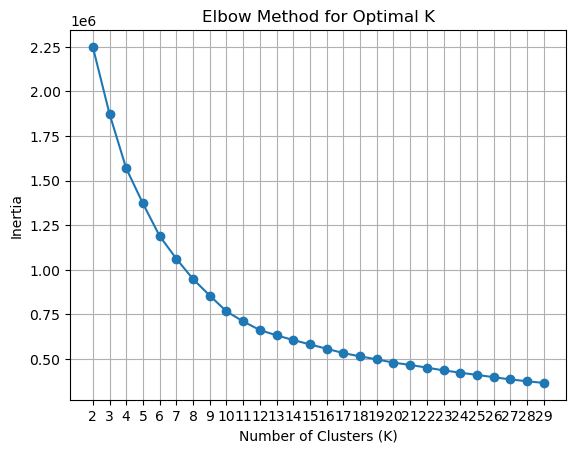 Elbow Method for Optimal K
1e6
2.25
2.00
1.75
1.50
1.25
1.00
0.75
0.50
Inertia
2 3 4 5 6 7 8 9 10 11 12 13 14 15 16 17 18 19 20 21 22 23 24 25 26 27 28 29
Number of Clusters (K)